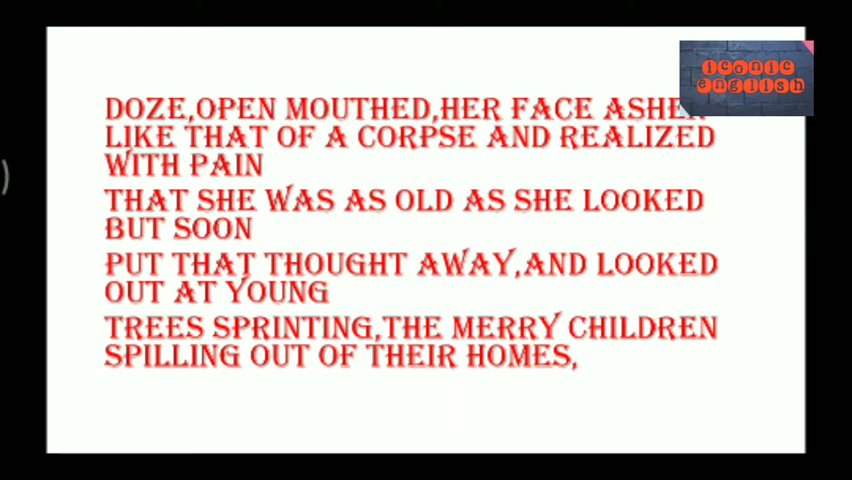 iconic
english
DOZE,OPEN MOUTHED,HER FACE ASHEN
LIKE THAT OF A CORPSE AND REALIZED
WITH PAIN
THAT SHE WAS AS OLD AS SHE LOOKED
BUT SOON
PUT THAT THOUGHT AWAY,AND LOOKED
OUT AT YOUNG
TREES SPRINTING,THE MERRY CHILDREN
SPILLING OUT OF THEIR HOMES,